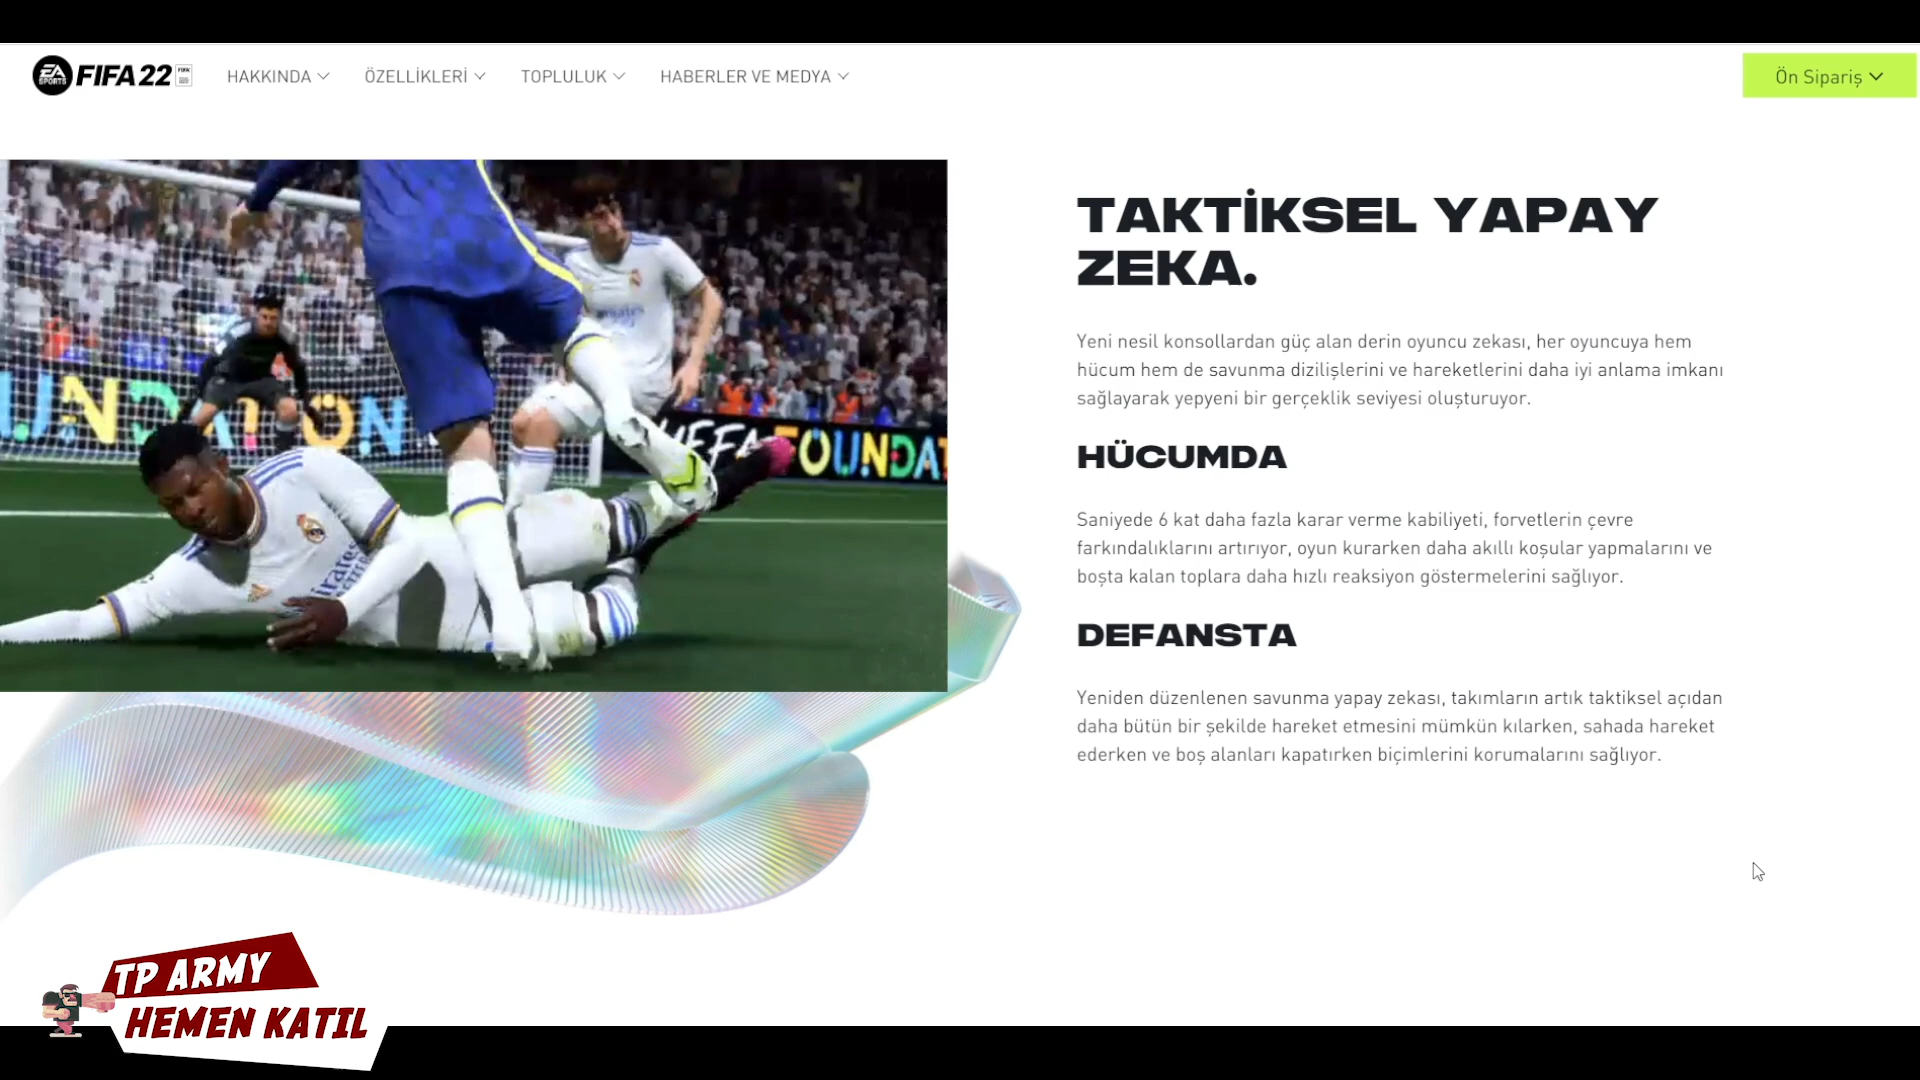 EA SPORTS FIFA 22
HAKKINDA
ÖZELLİKLERİ
TOPLULUK
HABERLER VE MEDYA
Ön Sipariş
TAKTİKSEL YAPAY
ZEKA.
Yeni nesil konsollardan güç alan derin oyuncu zekası, her oyuncuya hem
hücum hem de savunma dizilişlerini ve hareketlerini daha iyi anlama imkanı
sağlayarak yepyeni bir gerçeklik seviyesi oluşturuyor.
HÜCUMDA
Saniyede 6 kat daha fazla karar verme kabiliyeti, forvetlerin çevre
farkındalıklarını artırıyor, oyun kurarken daha akıllı koşular yapmalarını ve
boşta kalan toplara daha hızlı reaksiyon göstermelerini sağlıyor.
DEFANSTA
Yeniden düzenlenen savunma yapay zekası, takımların artık taktiksel açıdan
daha bütün bir şekilde hareket etmesini mümkün kılarken, sahada hareket
ederken ve boş alanları kapatırken biçimlerini korumalarını sağlıyor.
UEFA FOUNDAT
TP ARMY
HEMEN KATIL